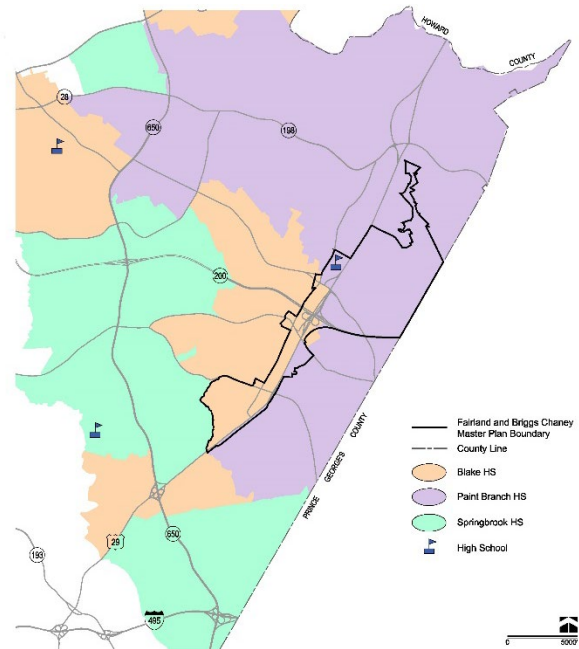 HOWARD
COUNTY
28
650
198
200
PRINCE GEORGE'S COUNTY
Fairland and Briggs Chaney
Master Plan Boundary
County Line
Blake HS
Paint Branch HS
Springbrook HS
High School
29
650
193
495
0 5000'